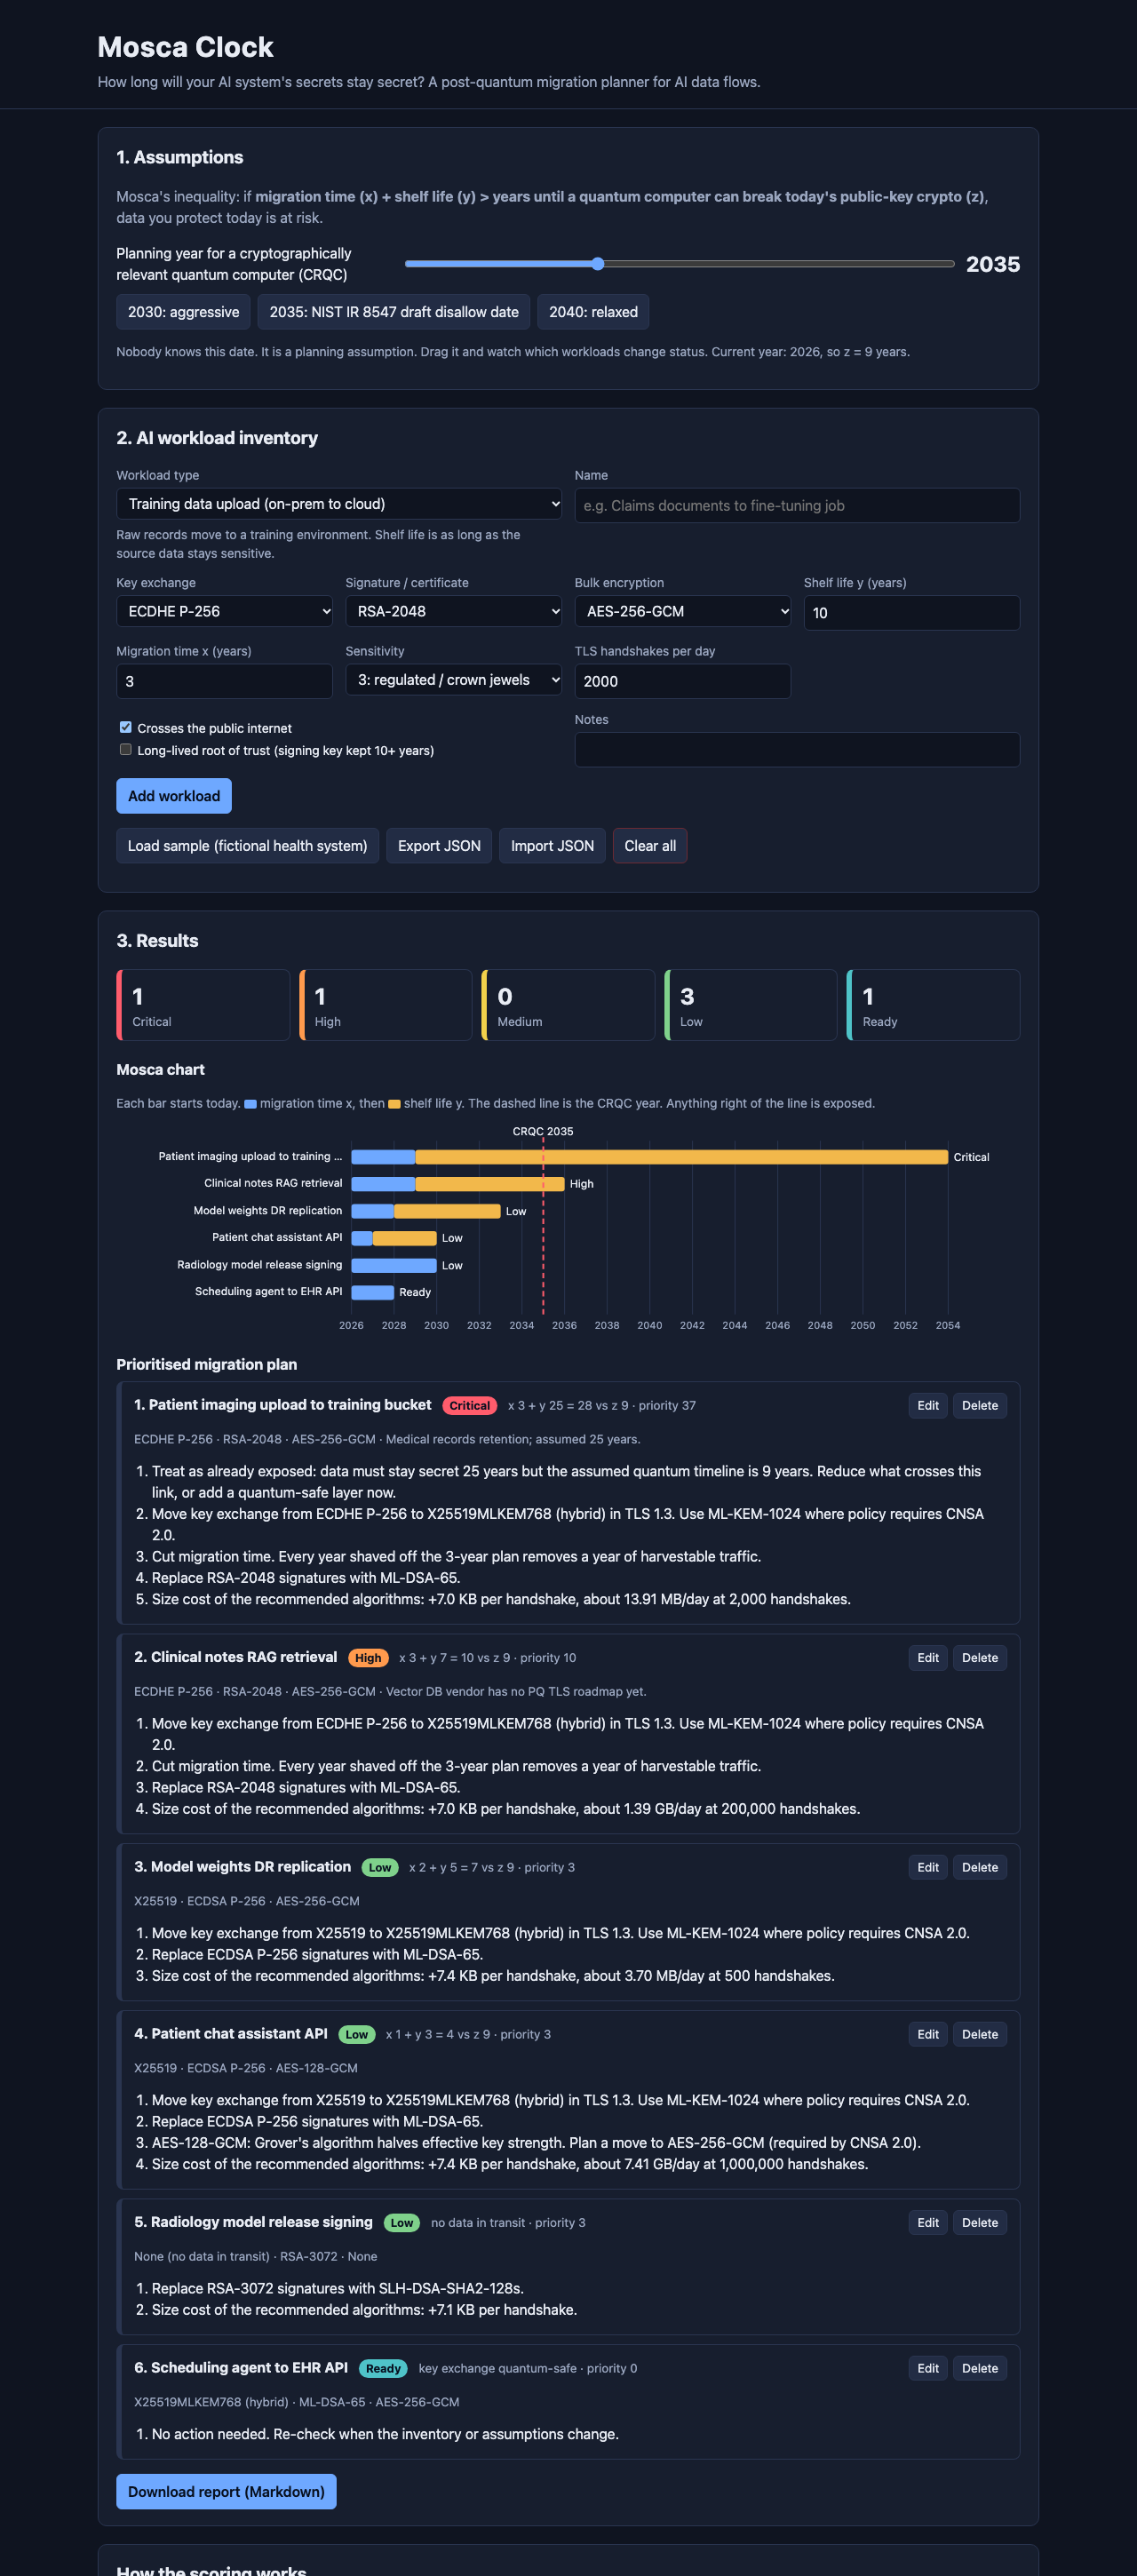 Mosca Clock
How long will your AI system's secrets stay secret? A post-quantum migration planner for AI data flows.
1. Assumptions
Mosca's inequality: if migration time (x) + shelf life (y) > years until a quantum computer can break today's public-key crypto (z),
data you protect today is at risk.
Planning year for a cryptographically
relevant quantum computer (CRQC)
2035
2030: aggressive
2035: NIST IR 8547 draft disallow date
2040: relaxed
Nobody knows this date. It is a planning assumption. Drag it and watch which workloads change status. Current year: 2026, so z = 9 years.
2. AI workload inventory
Workload type
Name
Training data upload (on-prem to cloud)
e.g. Claims documents to fine-tuning job
Raw records move to a training environment. Shelf life is as long as the
source data stays sensitive.
Key exchange
Signature / certificate
Bulk encryption
Shelf life y (years)
ECDHE P-256
RSA-2048
AES-256-GCM
10
Migration time x (years)
Sensitivity
TLS handshakes per day
3
3: regulated / crown jewels
2000
Crosses the public internet
Long-lived root of trust (signing key kept 10+ years)
Notes
Add workload
Load sample (fictional health system)
Export JSON
Import JSON
Clear all
3. Results
1
Critical
1
High
0
Medium
3
Low
1
Ready
Mosca chart
Each bar starts today. migration time x, then shelf life y. The dashed line is the CRQC year. Anything right of the line is exposed.
CRQC 2035
Patient imaging upload to training ...
Critical
Clinical notes RAG retrieval
High
Model weights DR replication
Low
Patient chat assistant API
Low
Radiology model release signing
Low
Scheduling agent to EHR API
Ready
2026 2028 2030 2032 2034 2036 2038 2040 2042 2044 2046 2048 2050 2052 2054
Prioritised migration plan
1. Patient imaging upload to training bucket Critical x 3 + y 25 = 28 vs z 9 · priority 37 Edit Delete
ECDHE P-256 · RSA-2048 · AES-256-GCM · Medical records retention; assumed 25 years.
1. Treat as already exposed: data must stay secret 25 years but the assumed quantum timeline is 9 years. Reduce what crosses this
link, or add a quantum-safe layer now.
2. Move key exchange from ECDHE P-256 to X25519MLKEM768 (hybrid) in TLS 1.3. Use ML-KEM-1024 where policy requires CNSA
2.0.
3. Cut migration time. Every year shaved off the 3-year plan removes a year of harvestable traffic.
4. Replace RSA-2048 signatures with ML-DSA-65.
5. Size cost of the recommended algorithms: +7.0 KB per handshake, about 13.91 MB/day at 2,000 handshakes.
2. Clinical notes RAG retrieval High x 3 + y 7 = 10 vs z 9 · priority 10 Edit Delete
ECDHE P-256 · RSA-2048 · AES-256-GCM · Vector DB vendor has no PQ TLS roadmap yet.
1. Move key exchange from ECDHE P-256 to X25519MLKEM768 (hybrid) in TLS 1.3. Use ML-KEM-1024 where policy requires CNSA
2.0.
2. Cut migration time. Every year shaved off the 3-year plan removes a year of harvestable traffic.
3. Replace RSA-2048 signatures with ML-DSA-65.
4. Size cost of the recommended algorithms: +7.0 KB per handshake, about 1.39 GB/day at 200,000 handshakes.
3. Model weights DR replication Low x 2 + y 5 = 7 vs z 9 · priority 3 Edit Delete
X25519 · ECDSA P-256 · AES-256-GCM
1. Move key exchange from X25519 to X25519MLKEM768 (hybrid) in TLS 1.3. Use ML-KEM-1024 where policy requires CNSA 2.0.
2. Replace ECDSA P-256 signatures with ML-DSA-65.
3. Size cost of the recommended algorithms: +7.4 KB per handshake, about 3.70 MB/day at 500 handshakes.
4. Patient chat assistant API Low x 1 + y 3 = 4 vs z 9 · priority 3 Edit Delete
X25519 · ECDSA P-256 · AES-128-GCM
1. Move key exchange from X25519 to X25519MLKEM768 (hybrid) in TLS 1.3. Use ML-KEM-1024 where policy requires CNSA 2.0.
2. Replace ECDSA P-256 signatures with ML-DSA-65.
3. AES-128-GCM: Grover's algorithm halves effective key strength. Plan a move to AES-256-GCM (required by CNSA 2.0).
4. Size cost of the recommended algorithms: +7.4 KB per handshake, about 7.41 GB/day at 1,000,000 handshakes.
5. Radiology model release signing Low no data in transit · priority 3 Edit Delete
None (no data in transit) · RSA-3072 · None
1. Replace RSA-3072 signatures with SLH-DSA-SHA2-128s.
2. Size cost of the recommended algorithms: +7.1 KB per handshake.
6. Scheduling agent to EHR API Ready key exchange quantum-safe · priority 0 Edit Delete
X25519MLKEM768 (hybrid) · ML-DSA-65 · AES-256-GCM
1. No action needed. Re-check when the inventory or assumptions change.
Download report (Markdown)
How the scoring works